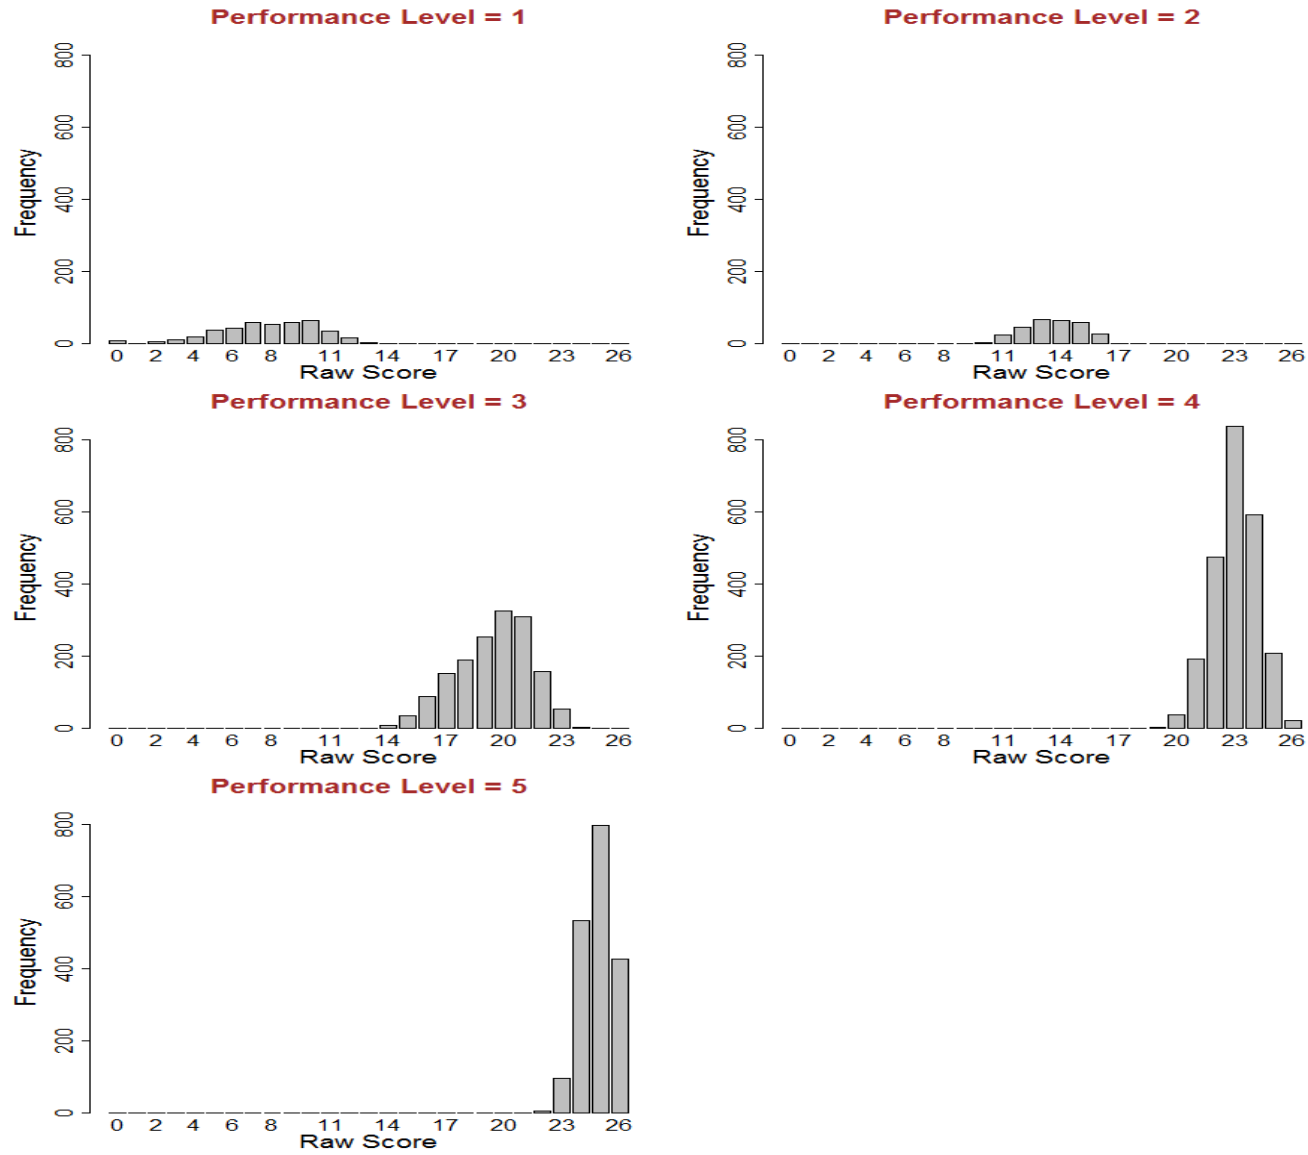 Performance Level = 1
Frequency
0 200 400 600 800
0 2 4 6 8 11 14 17 20 23 26
Raw Score
Performance Level = 2
Frequency
0 200 400 600 800
0 2 4 6 8 11 14 17 20 23 26
Raw Score
Performance Level = 3
Frequency
0 200 400 600 800
0 2 4 6 8 11 14 17 20 23 26
Raw Score
Performance Level = 4
Frequency
0 200 400 600 800
0 2 4 6 8 11 14 17 20 23 26
Raw Score
Performance Level = 5
Frequency
0 200 400 600 800
0 2 4 6 8 11 14 17 20 23 26
Raw Score